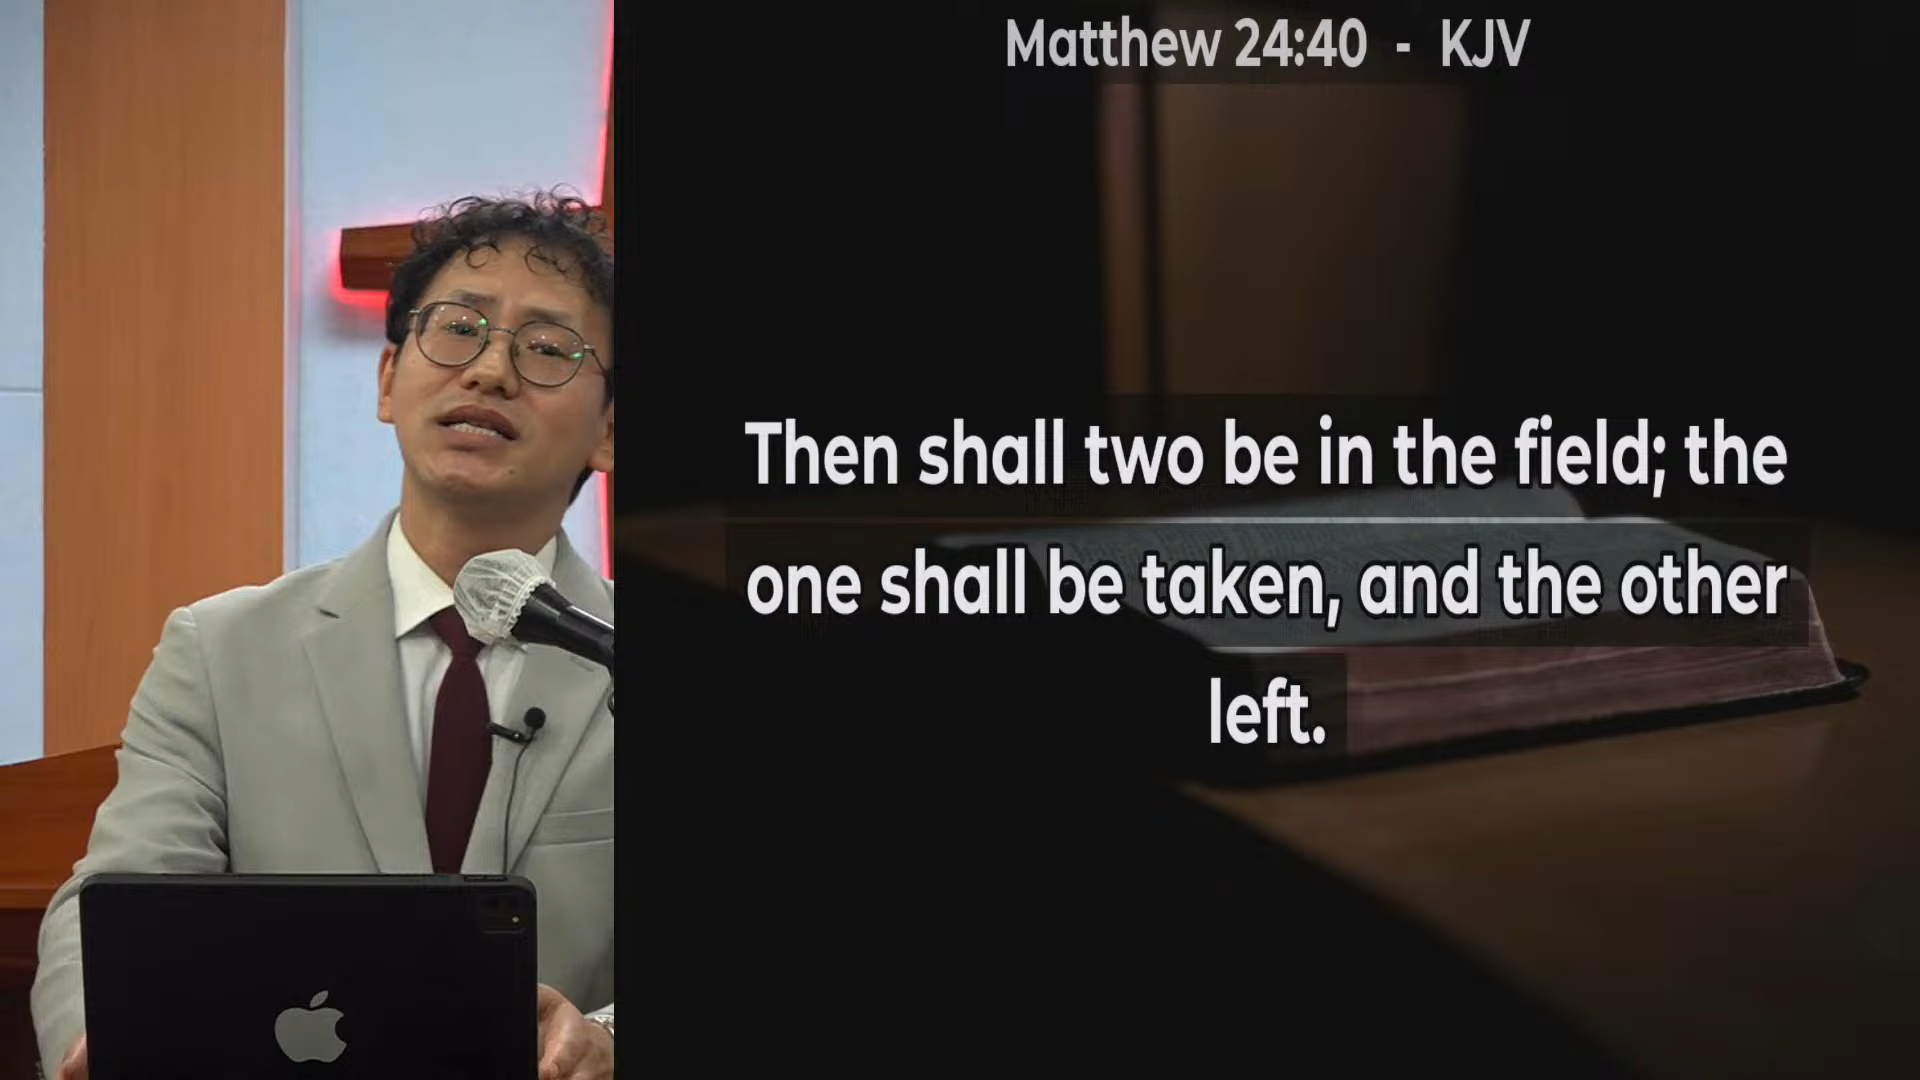 Matthew 24:40 - KJV
Then shall two be in the field; the
one shall be taken, and the other
left.